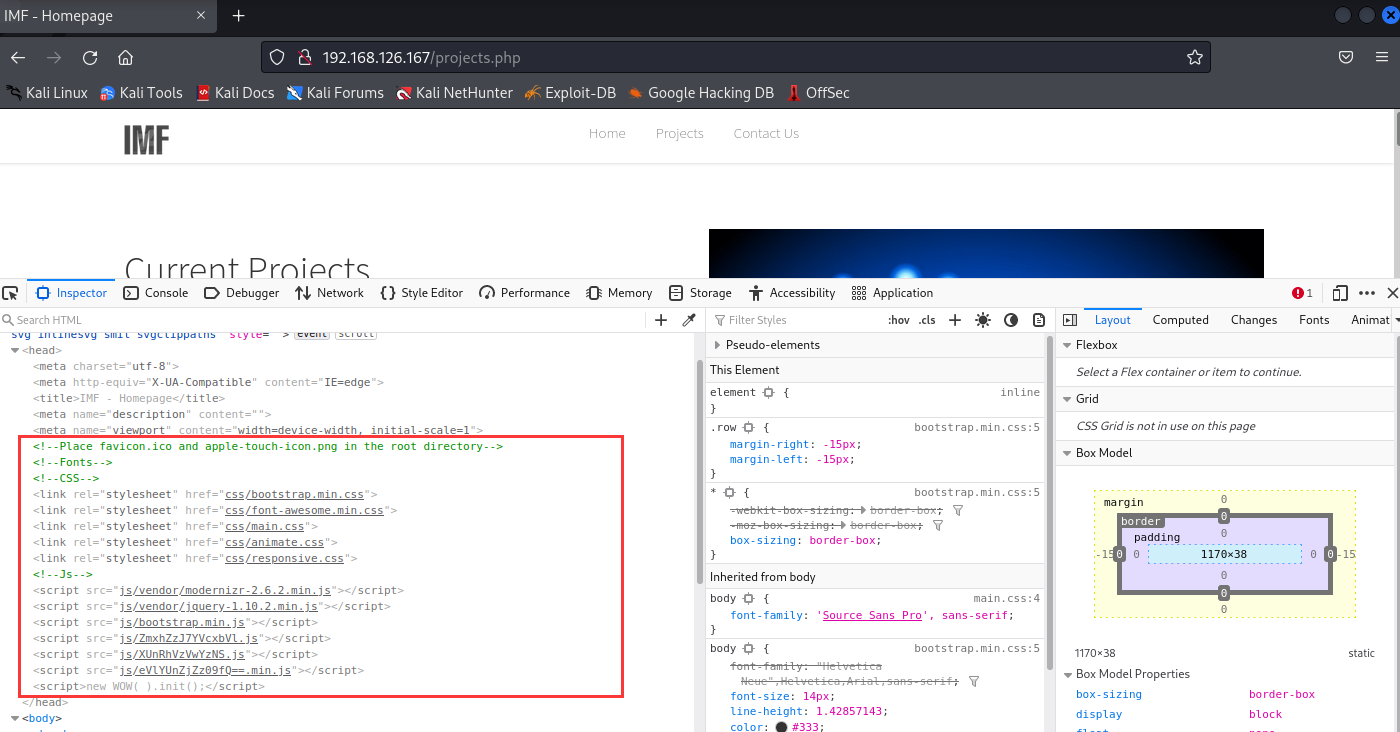 IMF - Homepage
192.168.126.167/projects.php
Kali Linux Kali Tools Kali Docs Kali Forums Kali NetHunter Exploit-DB Google Hacking DB OffSec
IMF
Home Projects Contact Us
Current Projects
Inspector Console Debugger Network Style Editor Performance Memory Storage Accessibility Application 1
Search HTML
svg inlinesvg smil svgclippaths" style=" "> event scroll
<head>
<meta charset="utf-8">
<meta http-equiv="X-UA-Compatible" content="IE=edge">
<title>IMF - Homepage</title>
<meta name="description" content="">
<meta name="viewport" content="width=device-width, initial-scale=1">
<!--Place favicon.ico and apple-touch-icon.png in the root directory-->
<!--Fonts-->
<!--CSS-->
<link rel="stylesheet" href="css/bootstrap.min.css">
<link rel="stylesheet" href="css/font-awesome.min.css">
<link rel="stylesheet" href="css/main.css">
<link rel="stylesheet" href="css/animate.css">
<link rel="stylesheet" href="css/responsive.css">
<!--Js-->
<script src="js/vendor/modernizr-2.6.2.min.js"></script>
<script src="js/vendor/jquery-1.10.2.min.js"></script>
<script src="js/bootstrap.min.js"></script>
<script src="js/ZmxhZzJ7YVcxbVl.js"></script>
<script src="js/XUnRhVzVwYzNS.js"></script>
<script src="js/eVlYUnZjZz09fQ==.min.js"></script>
<script>new WOW( ).init();</script>
</head>
<body>
Filter Styles :hov .cls
Pseudo-elements
This Element
element { inline
}
.row { bootstrap.min.css:5
margin-right: -15px;
margin-left: -15px;
}
* { bootstrap.min.css:5
-webkit-box-sizing: border-box;
-moz-box-sizing: border-box;
box-sizing: border-box;
}
Inherited from body
body { main.css:4
font-family: 'Source Sans Pro', sans-serif;
}
body { bootstrap.min.css:5
font-family: "Helvetica
Neue",Helvetica,Arial,sans-serif;
font-size: 14px;
line-height: 1.42857143;
color: #333;
Layout Computed Changes Fonts Animat
Flexbox
Select a Flex container or item to continue.
Grid
CSS Grid is not in use on this page
Box Model
margin 0
border 0
padding 0
-15 0 0 1170×38 0 0 -15
0
0
0
1170×38 static
Box Model Properties
box-sizing border-box
display block
float none